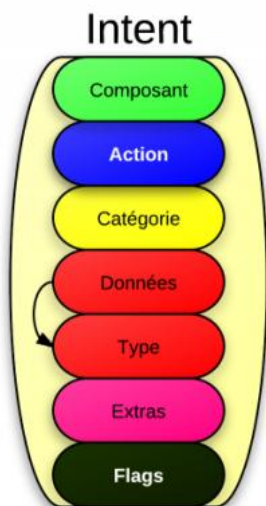 Intent
Composant
Action
Catégorie
Données
Type
Extras
Flags